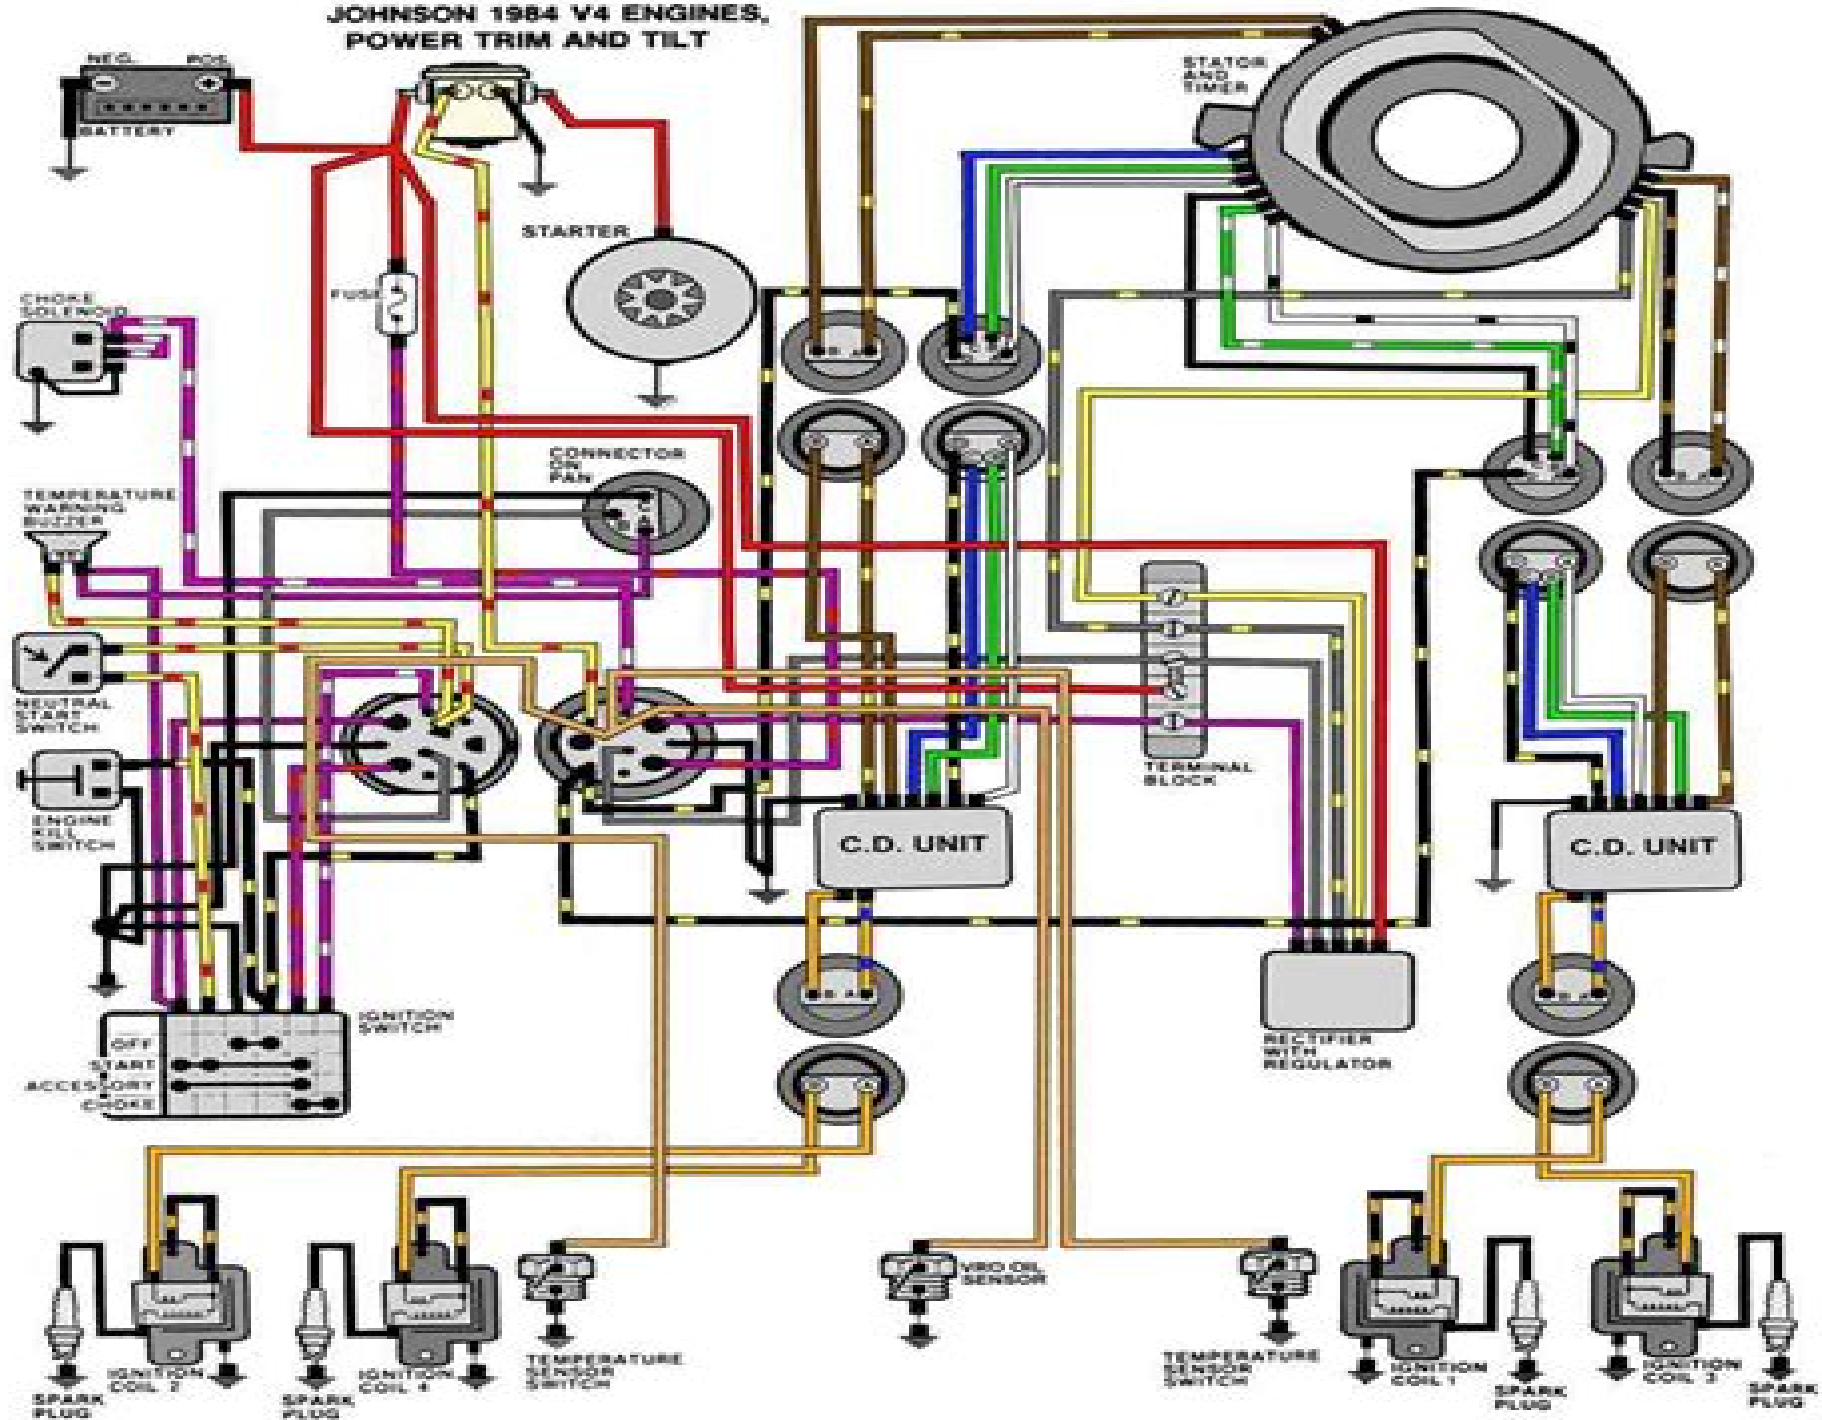 JOHNSON 1984 V4 ENGINES,
POWER TRIM AND TILT
NEG.
POS.
BATTERY
STATOR
AND
TIMER
STARTER
CHOKE
SOLENOID
FUSE
CONNECTOR
ON
PAN
TEMPERATURE
WARNING
BUZZER
NEUTRAL
START
SWITCH
TERMINAL
BLOCK
ENGINE
KILL
SWITCH
C.D. UNIT
C.D. UNIT
IGNITION
SWITCH
OFF
START
ACCESSORY
CHOKE
B A
RECTIFIER
WITH
REGULATOR
VRO OIL
SENSOR
TEMPERATURE
SENSOR
SWITCH
TEMPERATURE
SENSOR
SWITCH
IGNITION
COIL 2
IGNITION
COIL 4
IGNITION
COIL 1
IGNITION
COIL 3
SPARK
PLUG
SPARK
PLUG
SPARK
PLUG
SPARK
PLUG